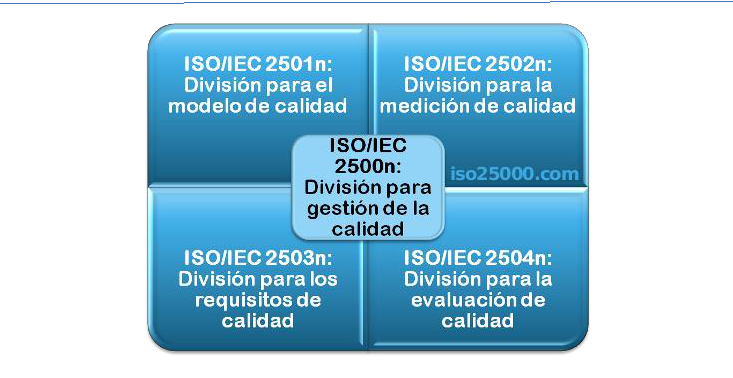 ISO/IEC 2501n:
División para el
modelo de calidad
ISO/IEC 2502n:
División para la
medición de calidad
ISO/IEC
2500n:
División para
gestión de la
calidad
iso25000.com
ISO/IEC 2503n:
División para los
requisitos de
calidad
ISO/IEC 2504n:
División para la
evaluación de
calidad